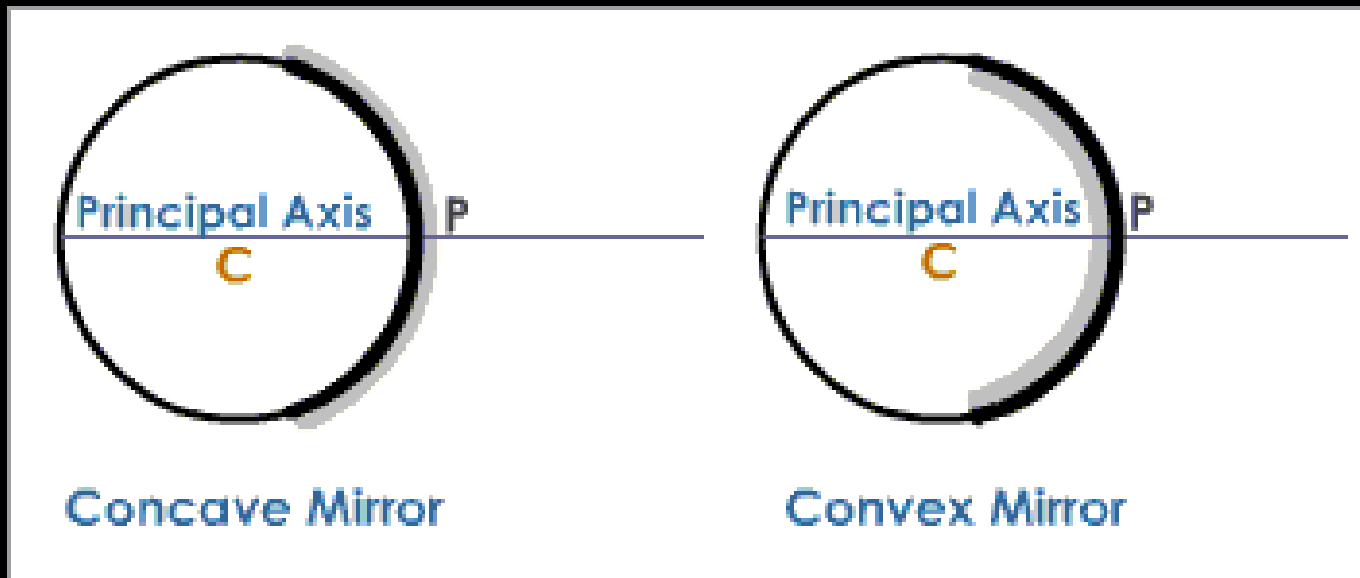 Principal Axis
P
C
Concave Mirror
Principal Axis
P
C
Convex Mirror